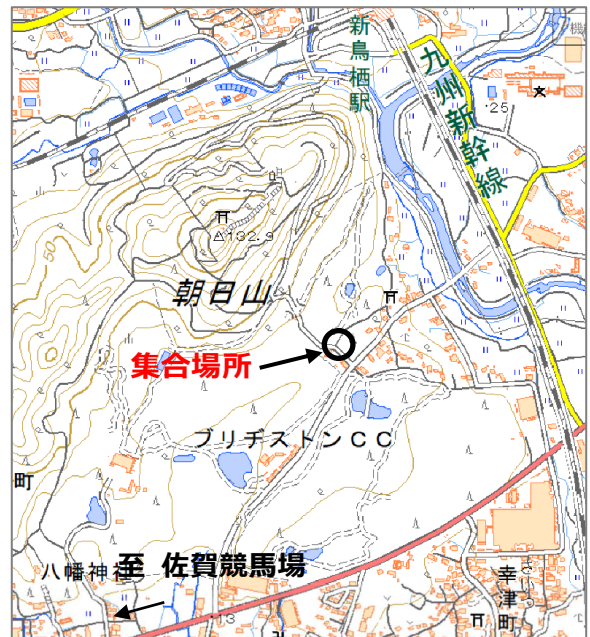 新鳥栖駅
九州新幹線
25
132.9
50
朝日山
集合場所
ブリヂストンCC
町
八幡神社
至 佐賀競馬場
13
幸津町